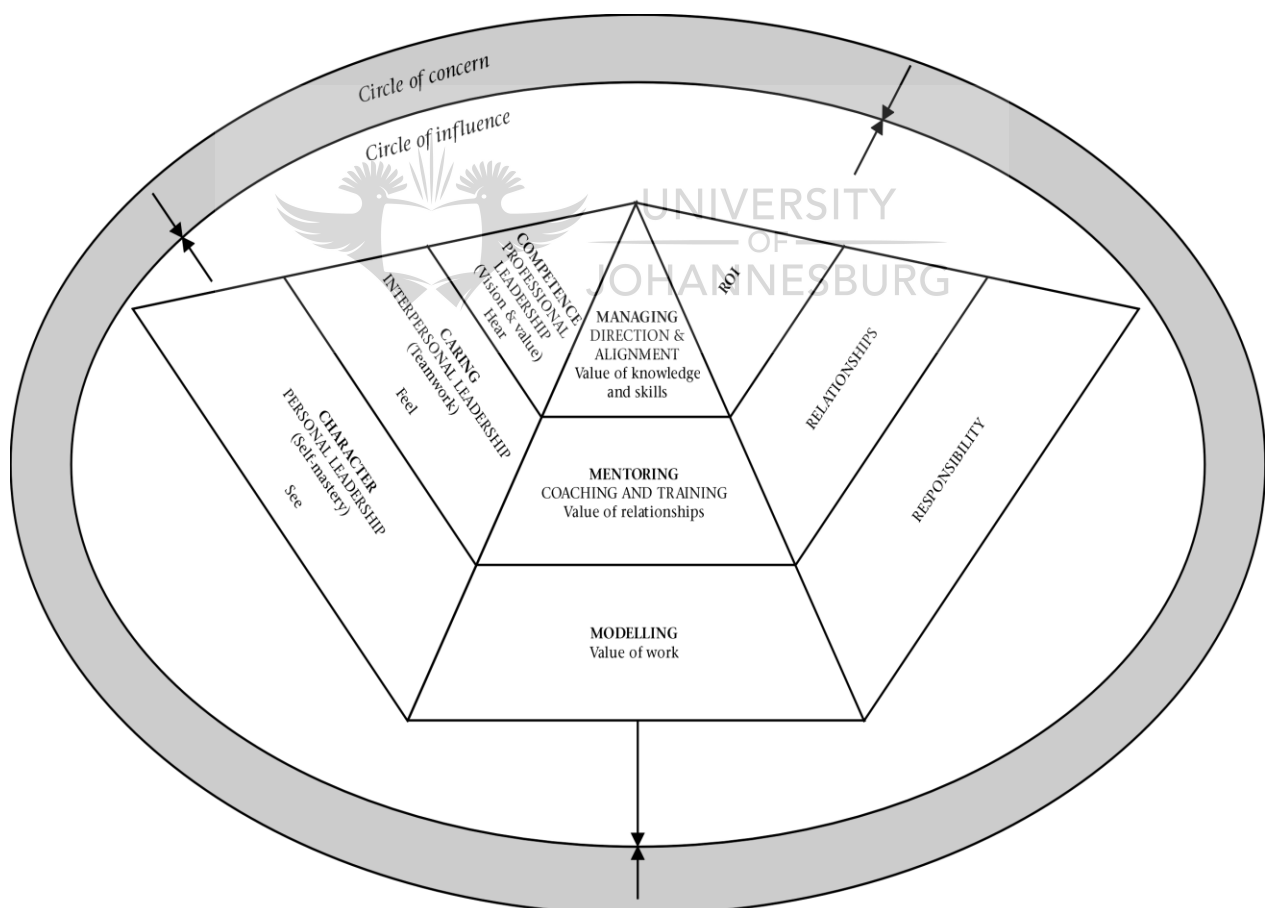 Circle of concern
Circle of influence
UNIVERSITY
OF
JOHANNESBURG
COMPETENCE
PROFESSIONAL
LEADERSHIP
(Vision & value)
Hear
CARING
INTERPERSONAL LEADERSHIP
(Teamwork)
Feel
CHARACTER
PERSONAL LEADERSHIP
(Self-mastery)
See
MANAGING
DIRECTION &
ALIGNMENT
Value of knowledge
and skills
MENTORING
COACHING AND TRAINING
Value of relationships
MODELLING
Value of work
ROI
RELATIONSHIPS
RESPONSIBILITY